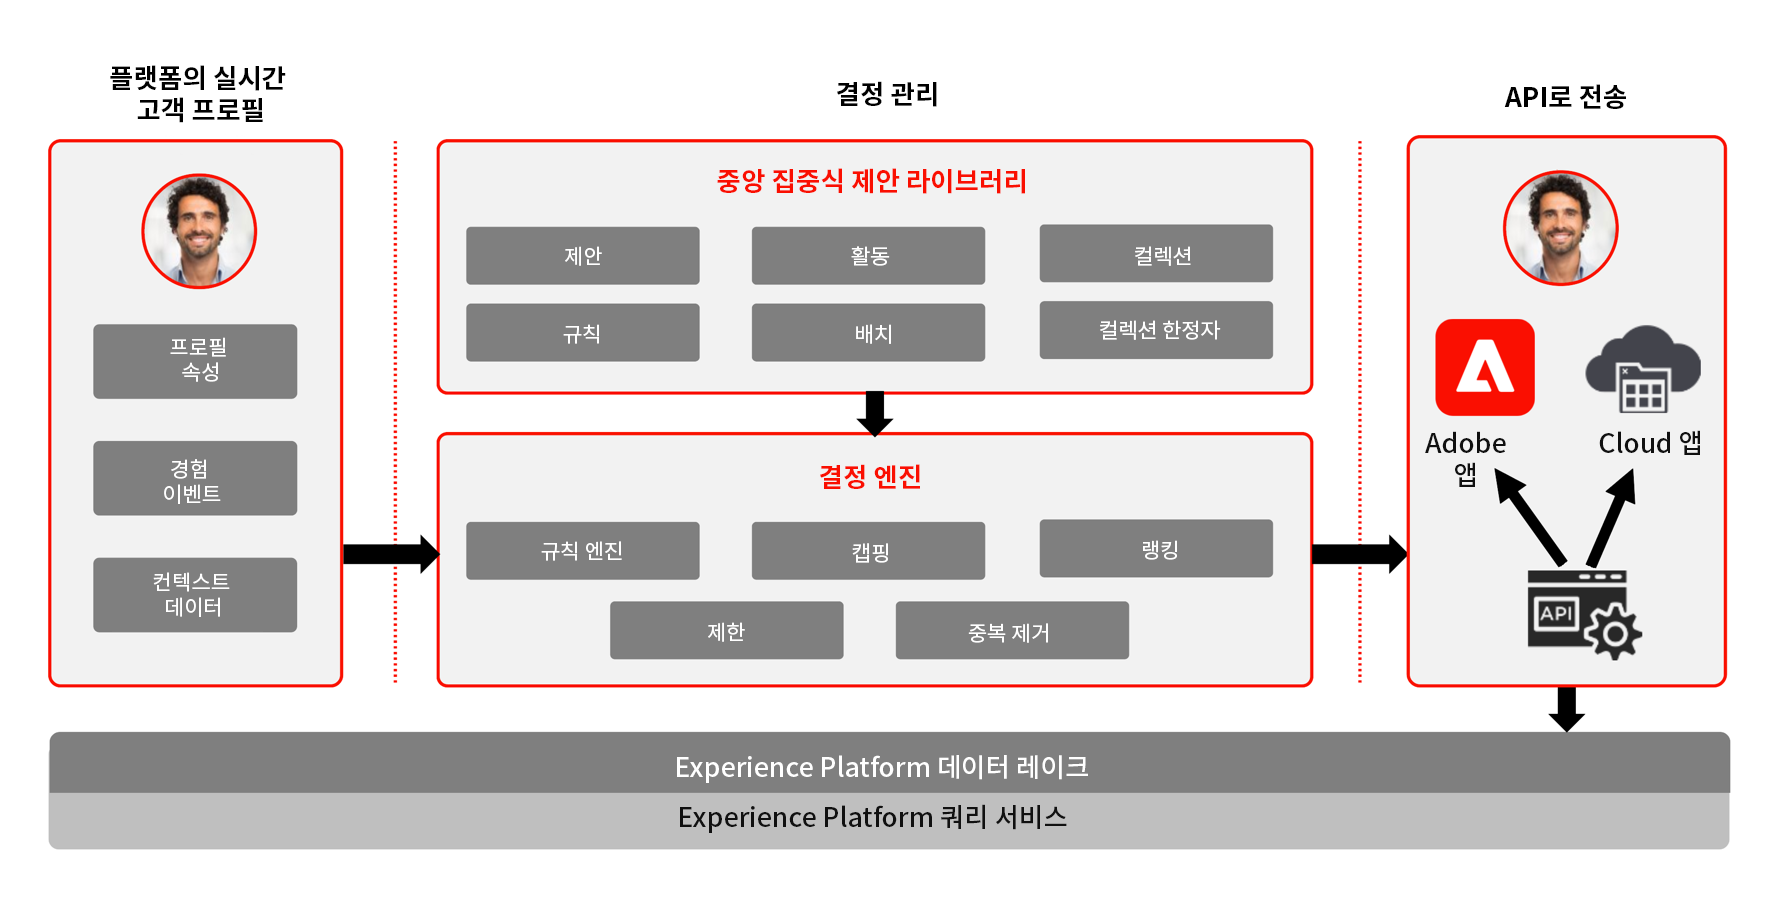 플랫폼의 실시간
고객 프로필
프로필
속성
경험
이벤트
컨텍스트
데이터
결정 관리
중앙 집중식 제안 라이브러리
제안
활동
컬렉션
규칙
배치
컬렉션 한정자
결정 엔진
규칙 엔진
캡핑
랭킹
제한
중복 제거
API로 전송
Adobe
앱
Cloud 앱
API
Experience Platform 데이터 레이크
Experience Platform 쿼리 서비스